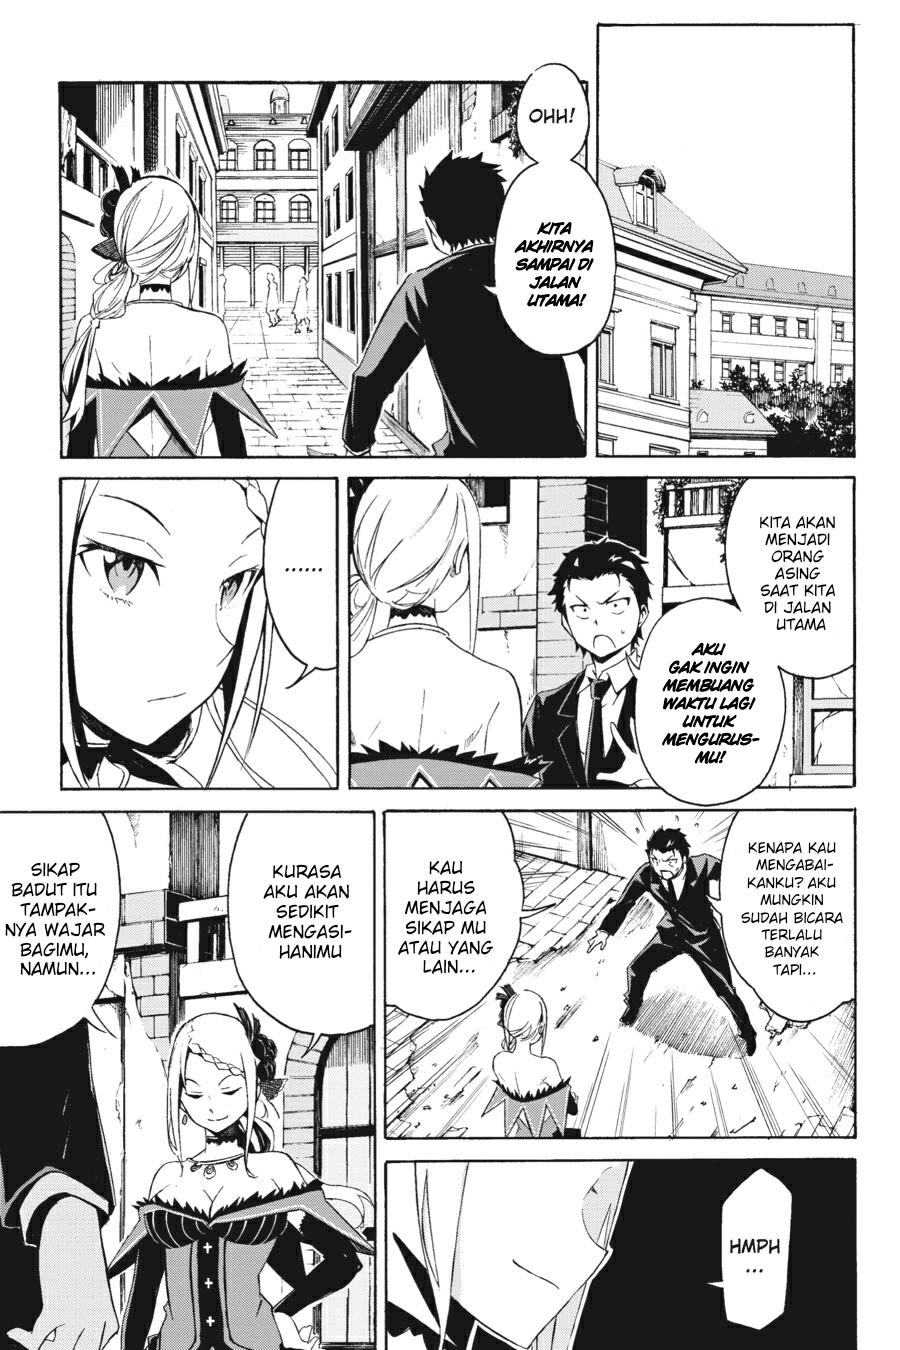 OHH!
KITA
AKHIRNYA
SAMPAI DI
JALAN
UTAMA!
KITA AKAN
MENJADI
ORANG
ASING
SAAT KITA
DI JALAN
UTAMA
AKU
GAK INGIN
MEMBUANG
WAKTU LAGI
UNTUK
MENGURUS-
MU!
.......
KENAPA KAU
MENGABAI-
KANKU? AKU
MUNGKIN
SUDAH BICARA
TERLALU
BANYAK
TAPI...
KAU
HARUS
MENJAGA
SIKAP MU
ATAU YANG
LAIN...
HMPH
...
KURASA
AKU AKAN
SEDIKIT
MENGASI-
HANIMU
SIKAP
BADUT ITU
TAMPAK-
NYA WAJAR
BAGIMU,
NAMUN...